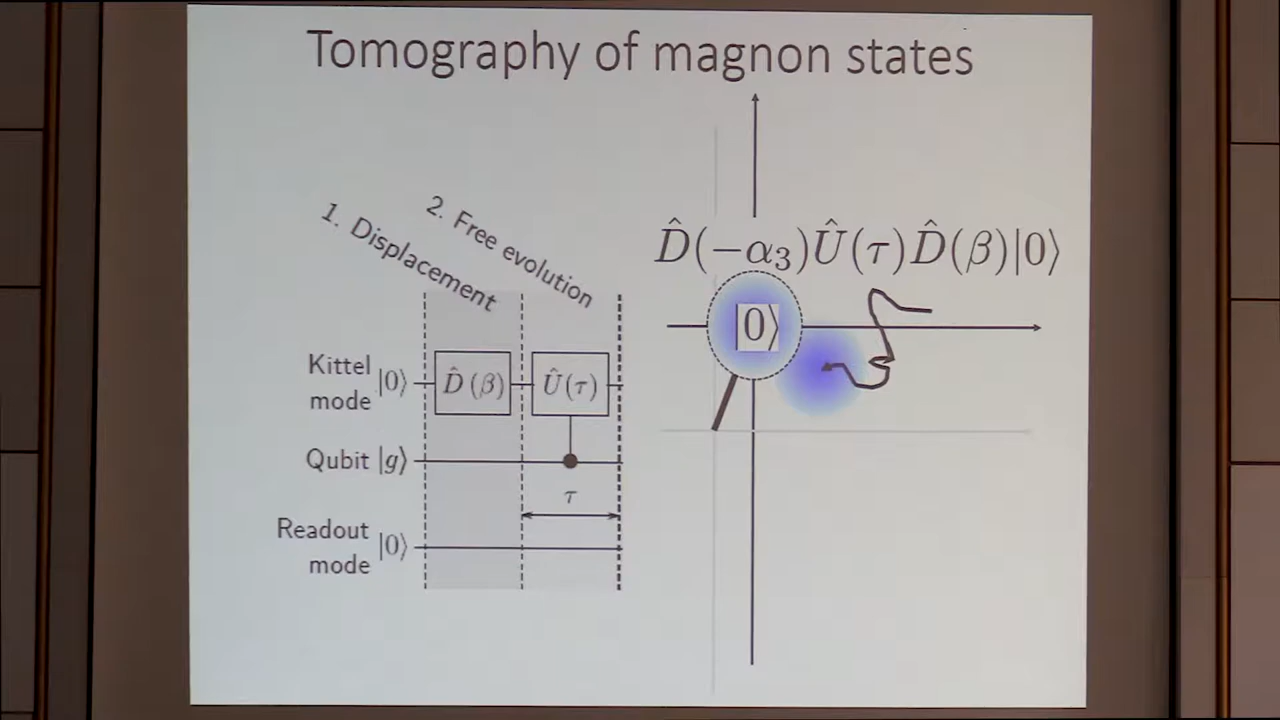 Tomography of magnon states
1. Displacement
2. Free evolution
Kittel mode |0⟩
D̂(β)
Û(τ)
Qubit |g⟩
τ
Readout mode |0⟩
D̂(−α₃)Û(τ)D̂(β)|0⟩
|0⟩